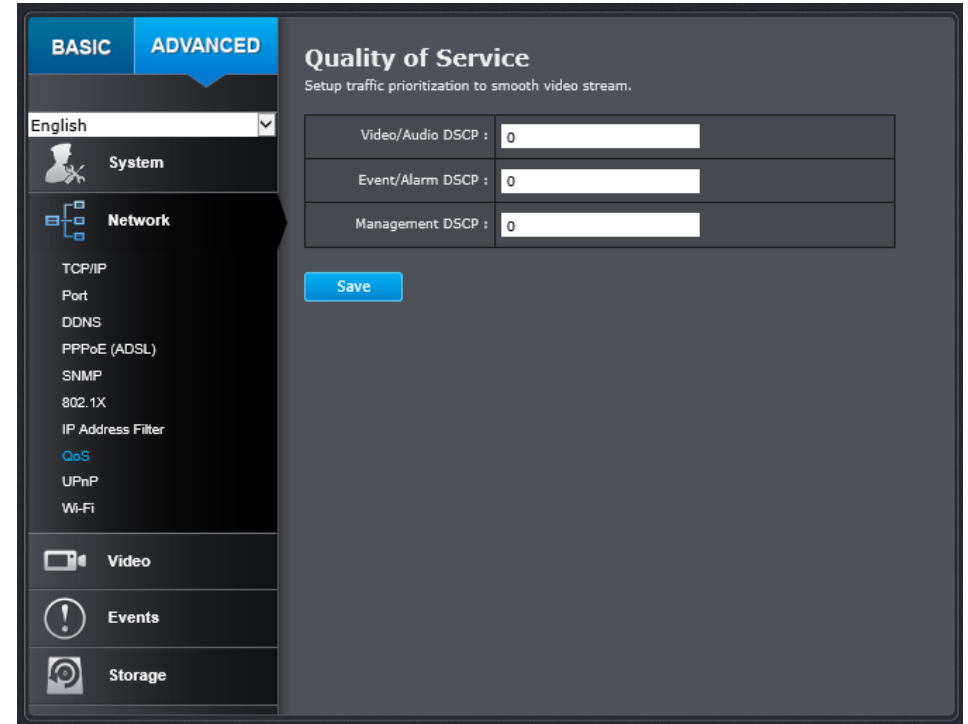 BASIC
ADVANCED
English
System
Network
TCP/IP
Port
DDNS
PPPoE (ADSL)
SNMP
802.1X
IP Address Filter
QoS
UPnP
Wi-Fi
Video
Events
Storage
Quality of Service
Setup traffic prioritization to smooth video stream.
Video/Audio DSCP : 0
Event/Alarm DSCP : 0
Management DSCP : 0
Save